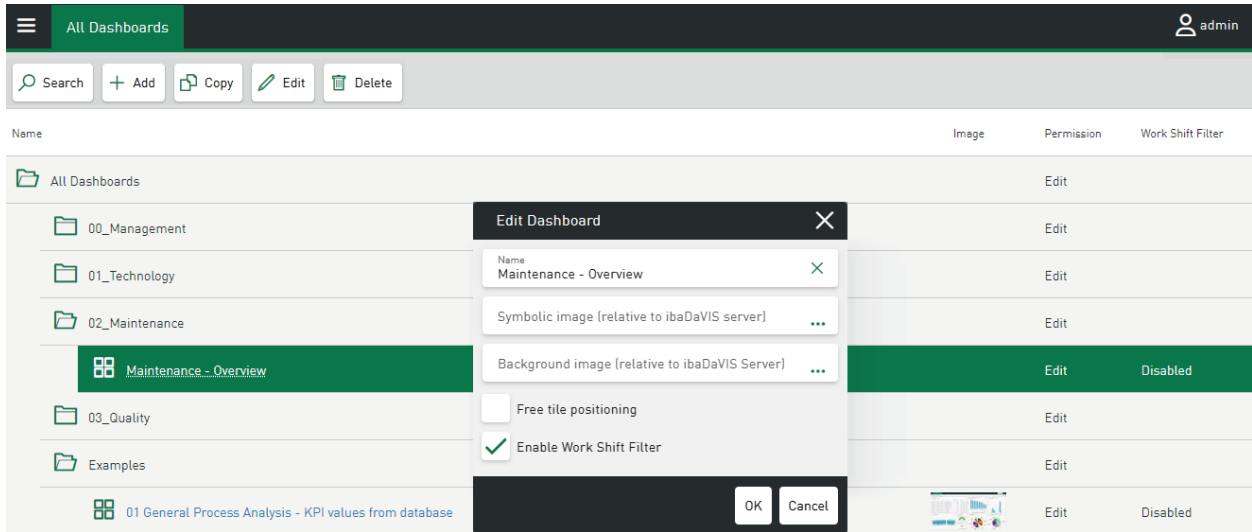 All Dashboards
admin
Search
Add
Copy
Edit
Delete
Name Image Permission Work Shift Filter
All Dashboards Edit
00_Management Edit
01_Technology Edit
02_Maintenance Edit
Maintenance - Overview Edit Disabled
03_Quality Edit
Examples Edit
01 General Process Analysis - KPI values from database Edit Disabled
Edit Dashboard
Name
Maintenance - Overview
Symbolic image (relative to ibaDaVIS server)
...
Background image (relative to ibaDaVIS Server)
...
Free tile positioning
Enable Work Shift Filter
OK
Cancel